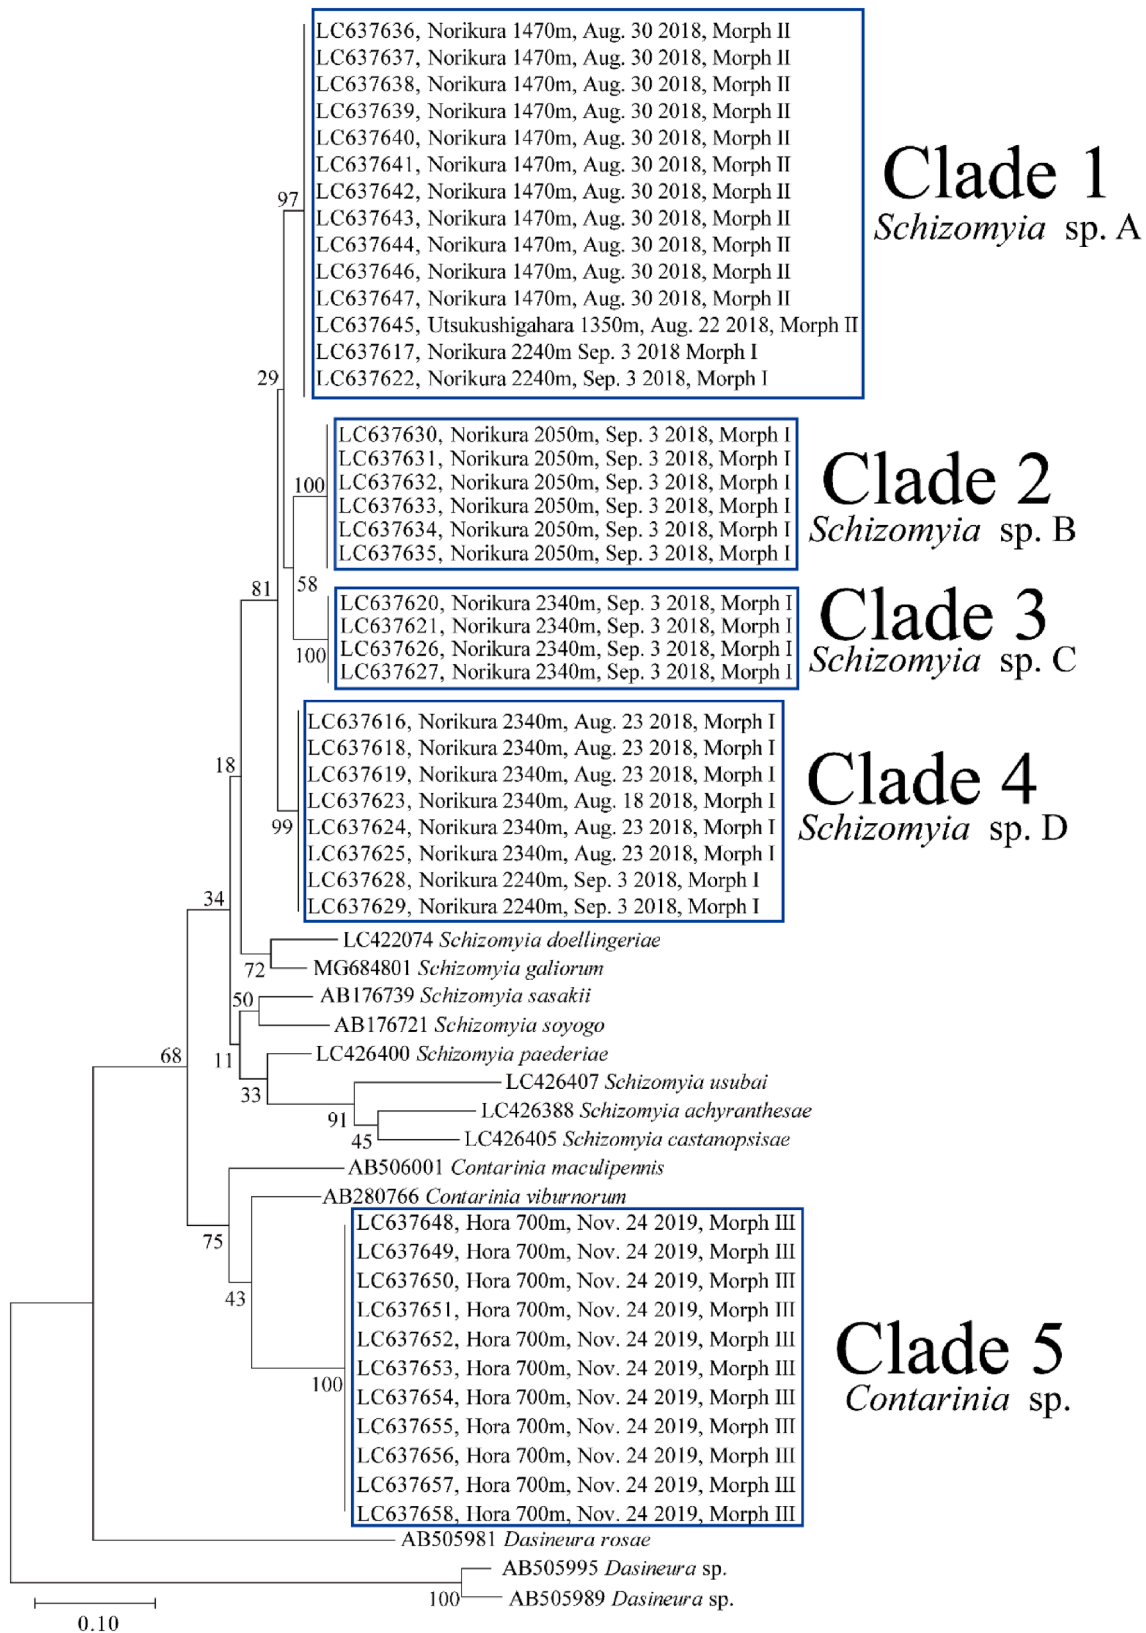 LC637636, Norikura 1470m, Aug. 30 2018, Morph II
LC637637, Norikura 1470m, Aug. 30 2018, Morph II
LC637638, Norikura 1470m, Aug. 30 2018, Morph II
LC637639, Norikura 1470m, Aug. 30 2018, Morph II
LC637640, Norikura 1470m, Aug. 30 2018, Morph II
LC637641, Norikura 1470m, Aug. 30 2018, Morph II
LC637642, Norikura 1470m, Aug. 30 2018, Morph II
LC637643, Norikura 1470m, Aug. 30 2018, Morph II
LC637644, Norikura 1470m, Aug. 30 2018, Morph II
LC637646, Norikura 1470m, Aug. 30 2018, Morph II
LC637647, Norikura 1470m, Aug. 30 2018, Morph II
LC637645, Utsukushigahara 1350m, Aug. 22 2018, Morph II
LC637617, Norikura 2240m Sep. 3 2018 Morph I
LC637622, Norikura 2240m, Sep. 3 2018, Morph I
Clade 1
Schizomyia sp. A
97
29
LC637630, Norikura 2050m, Sep. 3 2018, Morph I
LC637631, Norikura 2050m, Sep. 3 2018, Morph I
LC637632, Norikura 2050m, Sep. 3 2018, Morph I
LC637633, Norikura 2050m, Sep. 3 2018, Morph I
LC637634, Norikura 2050m, Sep. 3 2018, Morph I
LC637635, Norikura 2050m, Sep. 3 2018, Morph I
Clade 2
Schizomyia sp. B
100
58
81
LC637620, Norikura 2340m, Sep. 3 2018, Morph I
LC637621, Norikura 2340m, Sep. 3 2018, Morph I
LC637626, Norikura 2340m, Sep. 3 2018, Morph I
LC637627, Norikura 2340m, Sep. 3 2018, Morph I
Clade 3
Schizomyia sp. C
100
LC637616, Norikura 2340m, Aug. 23 2018, Morph I
LC637618, Norikura 2340m, Aug. 23 2018, Morph I
LC637619, Norikura 2340m, Aug. 23 2018, Morph I
LC637623, Norikura 2340m, Aug. 18 2018, Morph I
LC637624, Norikura 2340m, Aug. 23 2018, Morph I
LC637625, Norikura 2340m, Aug. 23 2018, Morph I
LC637628, Norikura 2240m, Sep. 3 2018, Morph I
LC637629, Norikura 2240m, Sep. 3 2018, Morph I
Clade 4
Schizomyia sp. D
18
99
34
LC422074 Schizomyia doellingeriae
MG684801 Schizomyia galiorum
72
AB176739 Schizomyia sasakii
50
AB176721 Schizomyia soyogo
LC426400 Schizomyia paederiae
68
11
LC426407 Schizomyia usubai
33
LC426388 Schizomyia achyranthesae
91
LC426405 Schizomyia castanopsisae
45
AB506001 Contarinia maculipennis
AB280766 Contarinia viburnorum
75
43
LC637648, Hora 700m, Nov. 24 2019, Morph III
LC637649, Hora 700m, Nov. 24 2019, Morph III
LC637650, Hora 700m, Nov. 24 2019, Morph III
LC637651, Hora 700m, Nov. 24 2019, Morph III
LC637652, Hora 700m, Nov. 24 2019, Morph III
LC637653, Hora 700m, Nov. 24 2019, Morph III
LC637654, Hora 700m, Nov. 24 2019, Morph III
LC637655, Hora 700m, Nov. 24 2019, Morph III
LC637656, Hora 700m, Nov. 24 2019, Morph III
LC637657, Hora 700m, Nov. 24 2019, Morph III
LC637658, Hora 700m, Nov. 24 2019, Morph III
Clade 5
Contarinia sp.
100
AB505981 Dasineura rosae
AB505995 Dasineura sp.
AB505989 Dasineura sp.
100
0.10